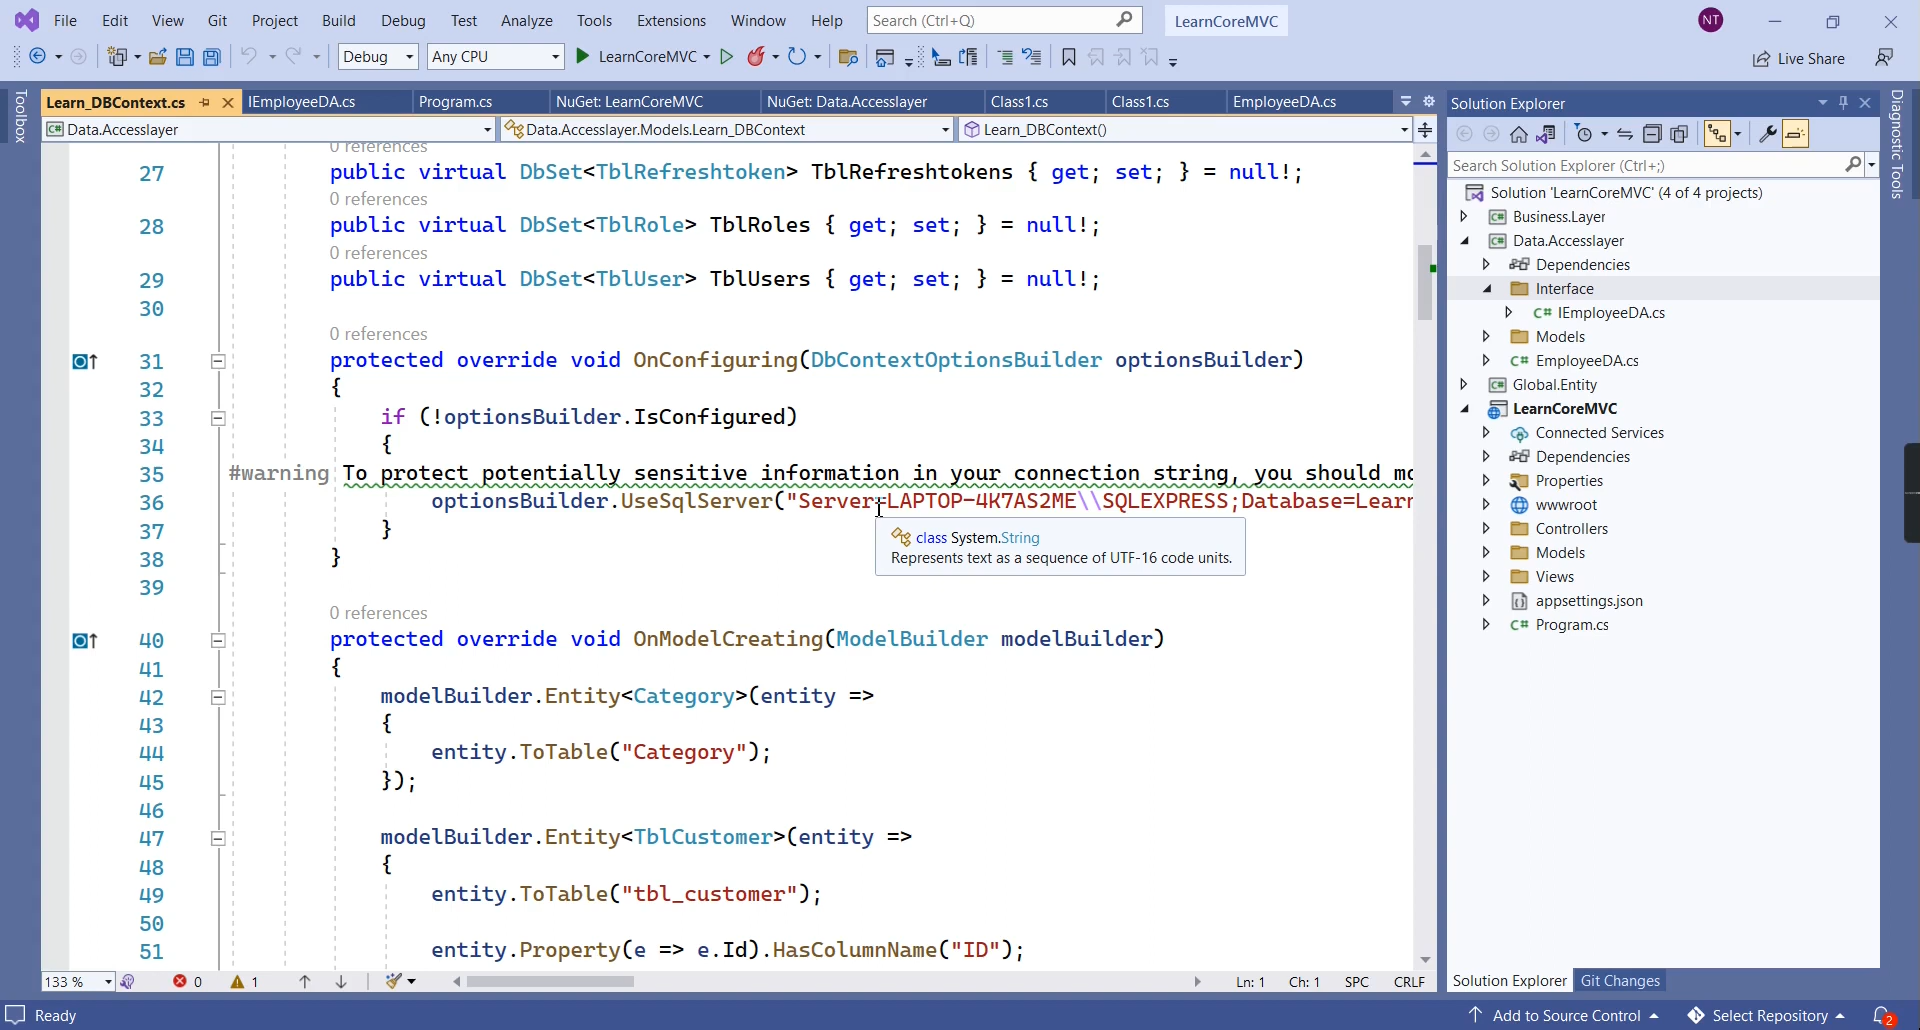 File Edit View Git Project Build Debug Test Analyze Tools Extensions Window Help Search (Ctrl+Q) LearnCoreMVC NT
Debug Any CPU LearnCoreMVC Live Share
Toolbox
Learn_DBContext.cs IEmployeeDA.cs Program.cs NuGet: LearnCoreMVC NuGet: Data.Accesslayer Class1.cs Class1.cs EmployeeDA.cs
Data.Accesslayer Data.Accesslayer.Models.Learn_DBContext Learn_DBContext()
0 references
27 public virtual DbSet<TblRefreshtoken> TblRefreshtokens { get; set; } = null!;
0 references
28 public virtual DbSet<TblRole> TblRoles { get; set; } = null!;
0 references
29 public virtual DbSet<TblUser> TblUsers { get; set; } = null!;
30
0 references
31 protected override void OnConfiguring(DbContextOptionsBuilder optionsBuilder)
32 {
33 if (!optionsBuilder.IsConfigured)
34 {
35 #warning To protect potentially sensitive information in your connection string, you should mo
36 optionsBuilder.UseSqlServer("Server=LAPTOP-4K7AS2ME\\SQLEXPRESS;Database=Learn
37 }
class System.String
Represents text as a sequence of UTF-16 code units.
38 }
39
0 references
40 protected override void OnModelCreating(ModelBuilder modelBuilder)
41 {
42 modelBuilder.Entity<Category>(entity =>
43 {
44 entity.ToTable("Category");
45 });
46
47 modelBuilder.Entity<TblCustomer>(entity =>
48 {
49 entity.ToTable("tbl_customer");
50
51 entity.Property(e => e.Id).HasColumnName("ID");
133 % 0 1 Ln: 1 Ch: 1 SPC CRLF
Solution Explorer
Search Solution Explorer (Ctrl+;)
Solution 'LearnCoreMVC' (4 of 4 projects)
C# Business.Layer
C# Data.Accesslayer
Dependencies
Interface
C# IEmployeeDA.cs
Models
C# EmployeeDA.cs
C# Global.Entity
LearnCoreMVC
Connected Services
Dependencies
Properties
wwwroot
Controllers
Models
Views
appsettings.json
C# Program.cs
Solution Explorer Git Changes
Diagnostic Tools
Ready Add to Source Control Select Repository 2